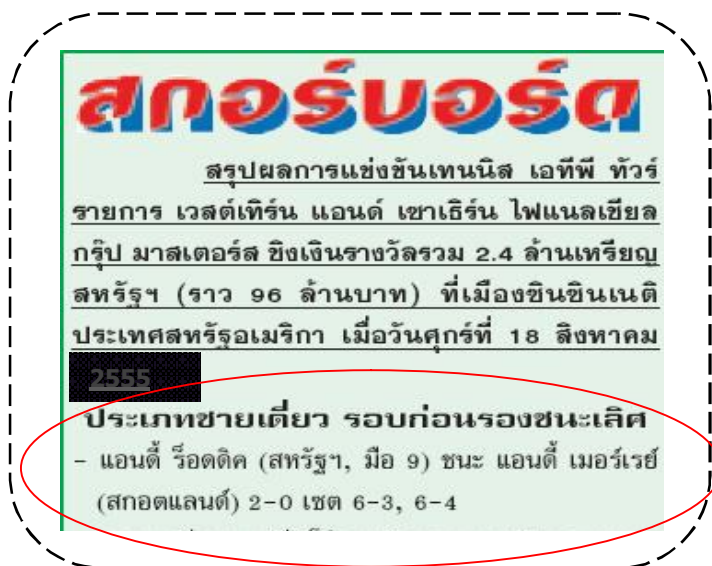 สกอร์บอร์ด
สรุปผลการแข่งขันเทนนิส เอทีพี ทัวร์
รายการ เวสต์เทิร์น แอนด์ เซาเธิร์น ไฟแนลเชียล
กรุ๊ป มาสเตอร์ส ชิงเงินรางวัลรวม 2.4 ล้านเหรียญ
สหรัฐฯ (ราว 96 ล้านบาท) ที่เมืองซินซินเนติ
ประเทศสหรัฐอเมริกา เมื่อวันศุกร์ที่ 18 สิงหาคม
2555
ประเภทชายเดี่ยว รอบก่อนรองชนะเลิศ
- แอนดี้ ร็อดดิค (สหรัฐฯ, มือ 9) ชนะ แอนดี้ เมอร์เรย์
(สกอตแลนด์) 2-0 เซต 6-3, 6-4